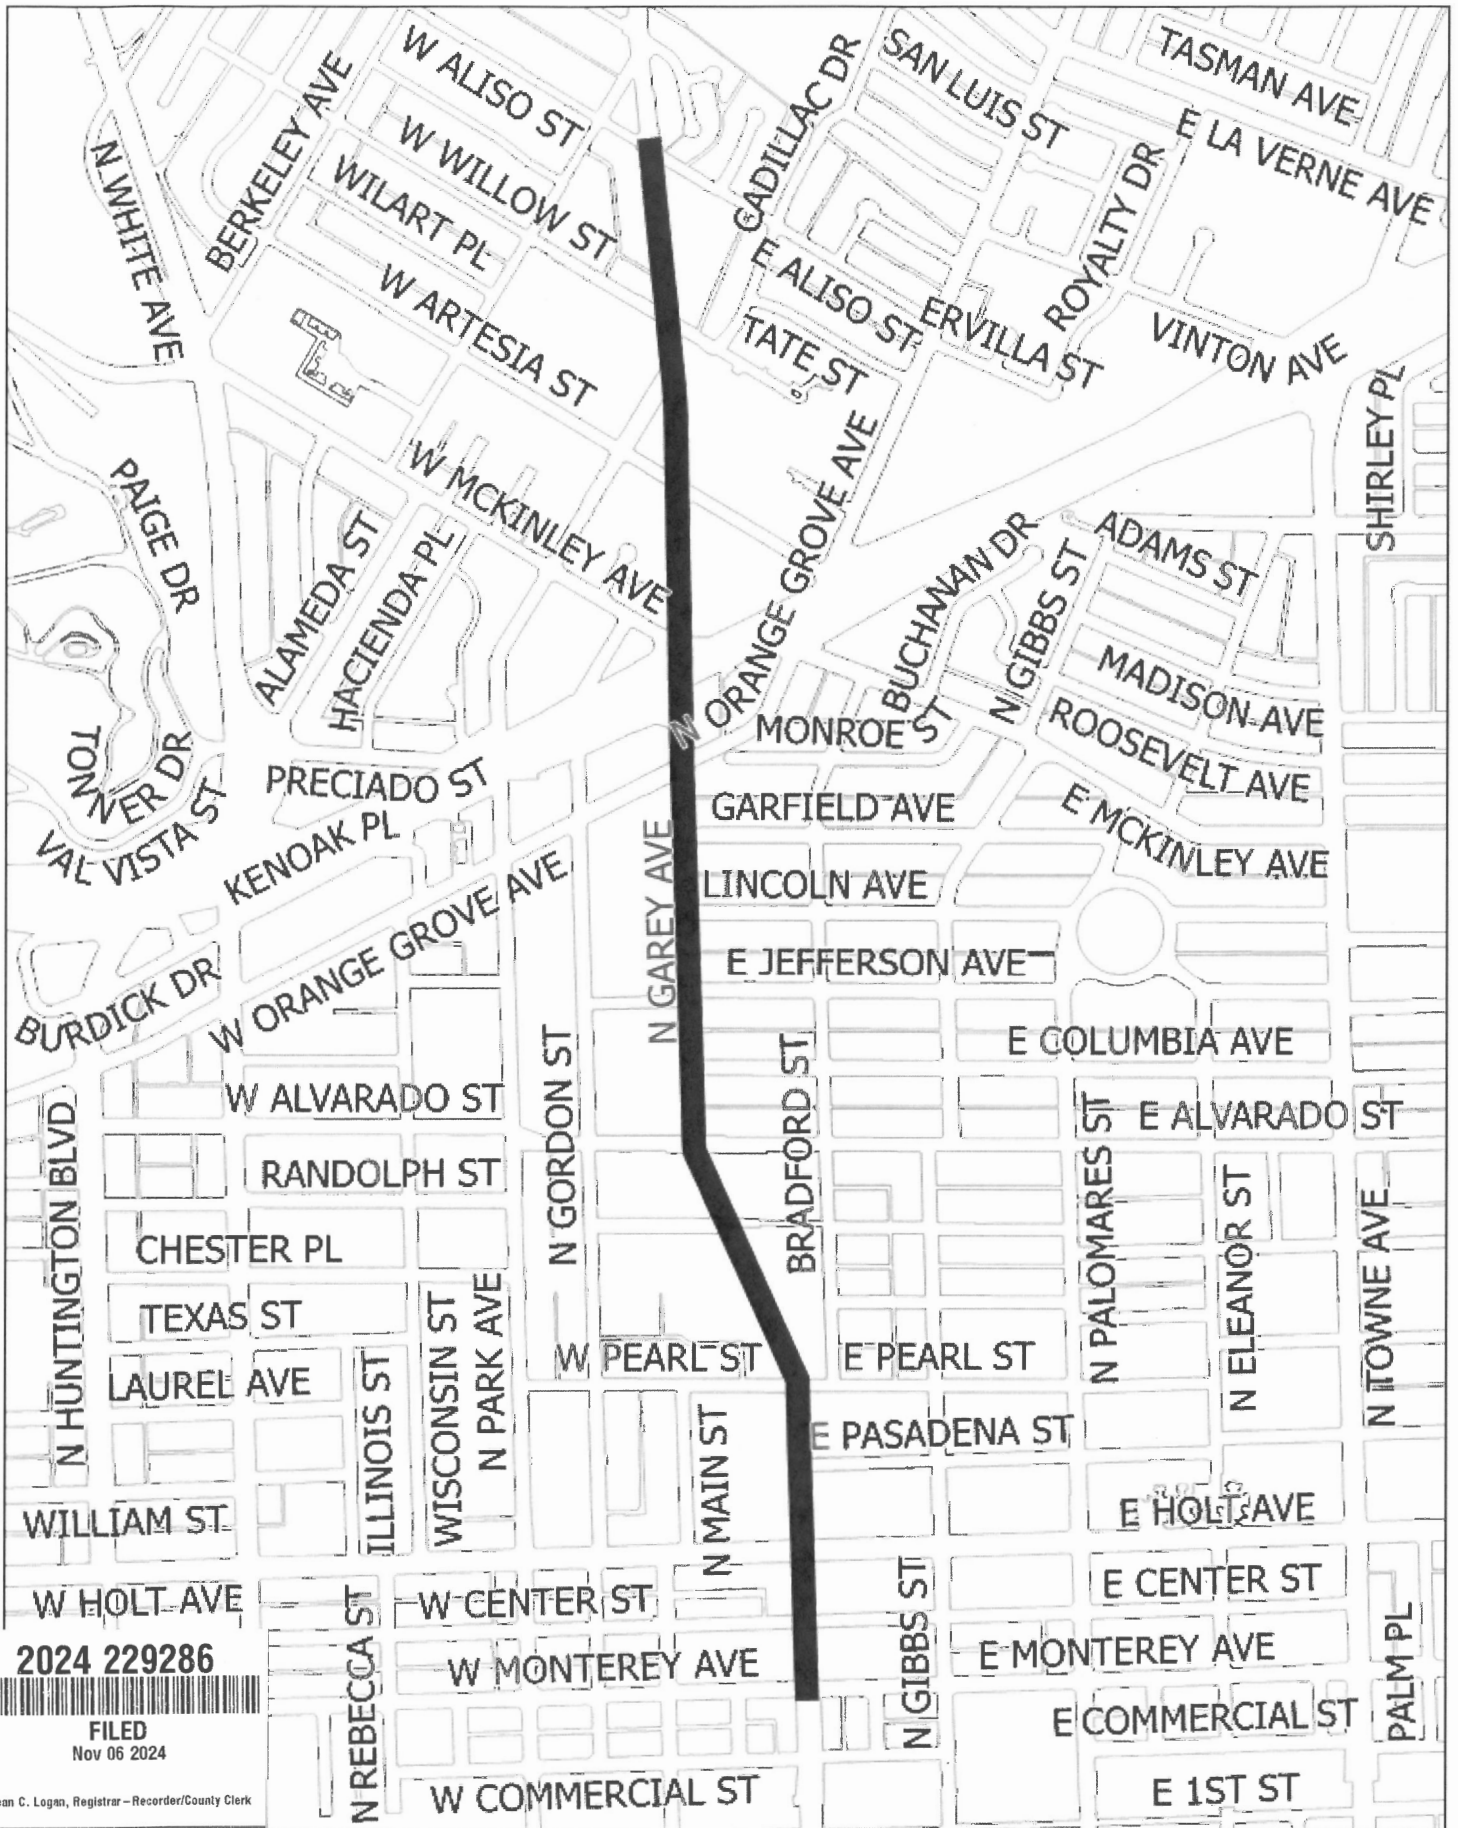 W ALISO ST
CADILLAC DR
SAN LUIS ST
TASMAN AVE
BERKELEY AVE
W WILLOW ST
E LA VERNE AVE
N WHITE AVE
WILART PL
ROYALTY DR
W ARTESIA ST
E ALISO ST
ERVILLA ST
VINTON AVE
TATE ST
SHIRLEY PL
PAIGE DR
W MCKINLEY AVE
N ORANGE GROVE AVE
ALAMEDA ST
HACIENDA PL
BUCHANAN DR
N GIBBS ST
ADAMS ST
MADISON AVE
MONROE ST
ROOSEVELT AVE
TONNER DR
PRECIADO ST
VAL VISTA ST
KENOAK PL
GARFIELD AVE
E MCKINLEY AVE
N GAREY AVE
LINCOLN AVE
W ORANGE GROVE AVE
E JEFFERSON AVE
BURDICK DR
E COLUMBIA AVE
W ALVARADO ST
N GORDON ST
BRADFORD ST
N PALOMARES ST
E ALVARADO ST
N HUNTINGTON BLVD
RANDOLPH ST
N ELEANOR ST
N TOWNE AVE
CHESTER PL
TEXAS ST
WISCONSIN ST
N PARK AVE
W PEARL ST
E PEARL ST
LAUREL AVE
ILLINOIS ST
N MAIN ST
E PASADENA ST
WILLIAM ST
E HOLT AVE
W HOLT AVE
N REBECCA ST
W CENTER ST
N GIBBS ST
E CENTER ST
W MONTEREY AVE
E MONTEREY AVE
PALM PL
E COMMERCIAL ST
W COMMERCIAL ST
E 1ST ST
2024 229286
FILED
Nov 06 2024
C. Logan, Registrar – Recorder/County Clerk